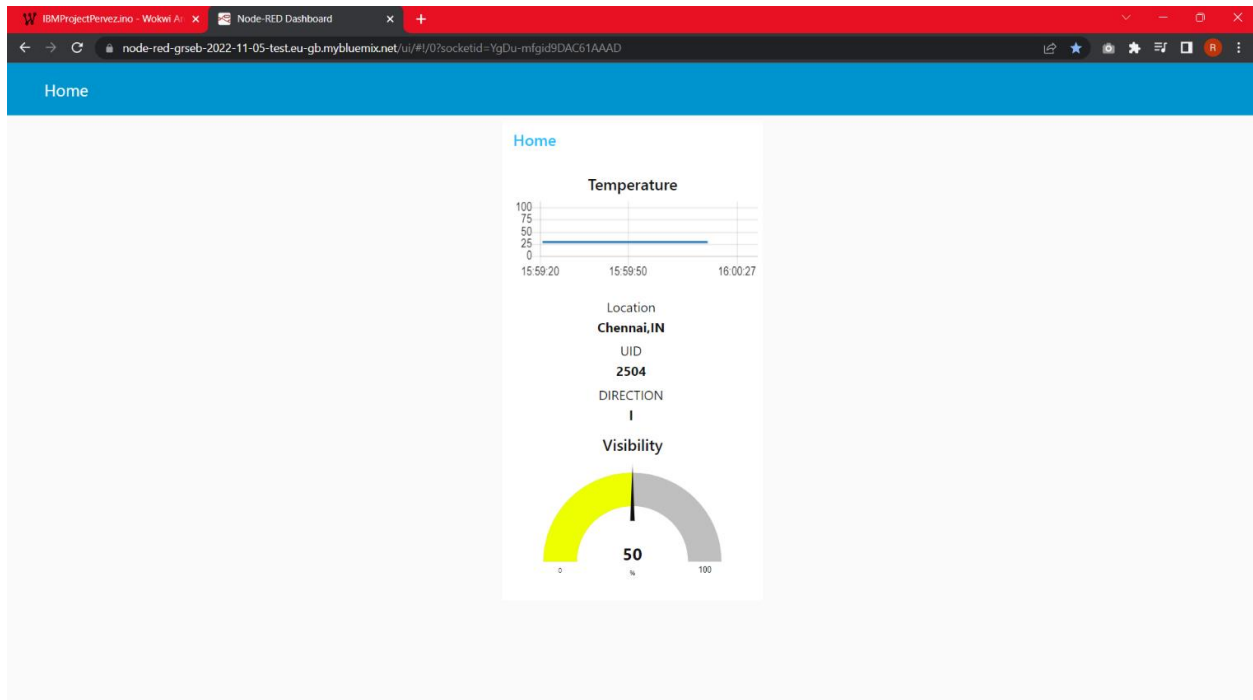 IBMProjectPervez.ino - Wokwi Ar
Node-RED Dashboard
node-red-grseb-2022-11-05-test.eu-gb.mybluemix.net/ui/#!/0?socketid=YgDu-mfgid9DAC61AAAD
R
Home
Home
Temperature
100
75
50
25
0
15:59:20 15:59:50 16:00:27
Location
Chennai,IN
UID
2504
DIRECTION
I
Visibility
50
0 % 100